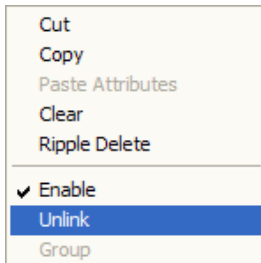 Cut
Copy
Paste Attributes
Clear
Ripple Delete
Enable
Unlink
Group